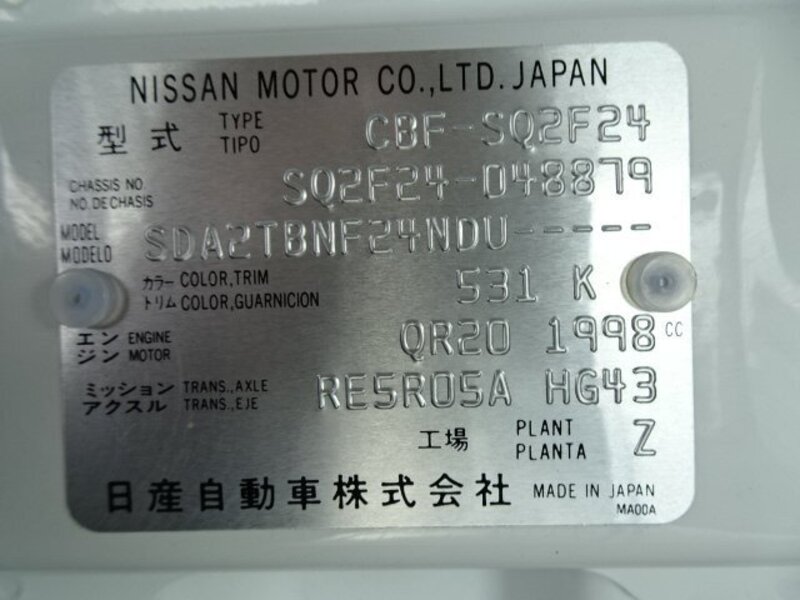 NISSAN MOTOR CO.,LTD. JAPAN
型式 TYPE TIPO CBF-SQ2F24
CHASSIS NO. NO. DE CHASIS SQ2F24-048879
MODEL MODELO SDA2TBNF24NDU-----
カラー COLOR,TRIM
トリム COLOR,GUARNICION 531 K
エン ENGINE
ジン MOTOR QR20 1998 CC
ミッション TRANS.,AXLE
アクスル TRANS.,EJE RE5R05A HG43
工場 PLANT PLANTA Z
日産自動車株式会社 MADE IN JAPAN
MA00A